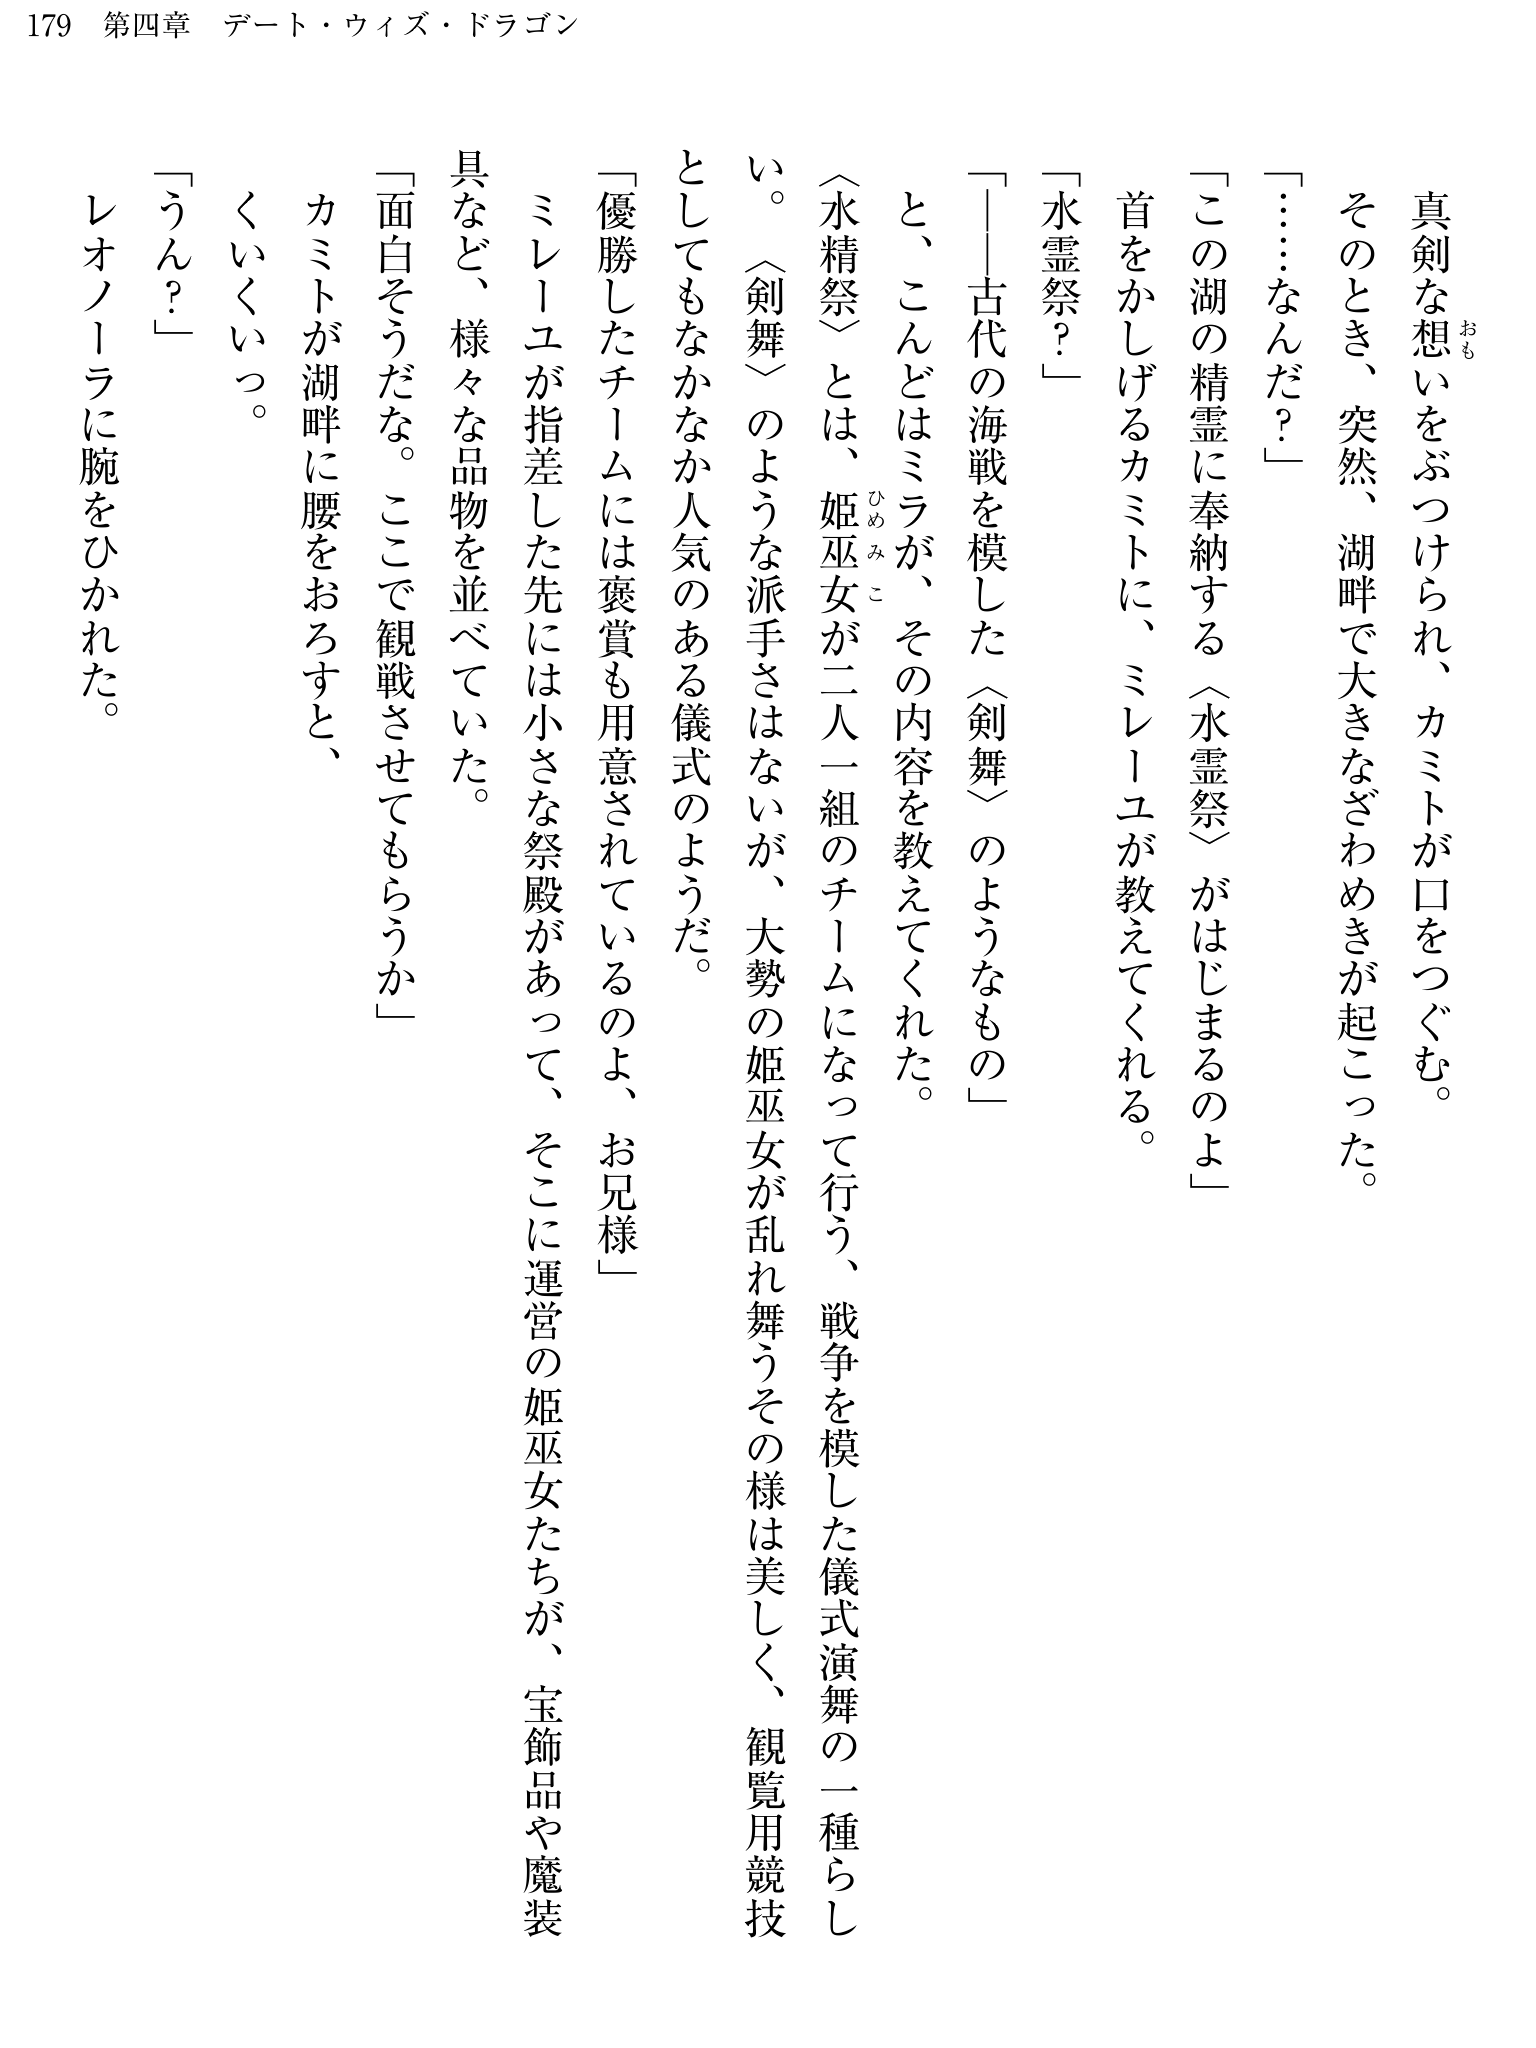 179 第四章 デート・ウィズ・ドラゴン
真剣な想いをぶつけられ、カミトが口をつぐむ。
そのとき、突然、湖畔で大きなざわめきが起こった。
「……なんだ？」
「この湖の精霊に奉納する〈水霊祭〉がはじまるのよ」
首をかしげるカミトに、ミレーユが教えてくれる。
「水霊祭？」
「――古代の海戦を模した〈剣舞〉のようなもの」
と、こんどはミラが、その内容を教えてくれた。
〈水精祭〉とは、姫巫女が二人一組のチームになって行う、戦争を模した儀式演舞の一種らし
い。〈剣舞〉のような派手さはないが、大勢の姫巫女が乱れ舞うその様は美しく、観覧用競技
としてもなかなか人気のある儀式のようだ。
「優勝したチームには褒賞も用意されているのよ、お兄様」
ミレーユが指差した先には小さな祭殿があって、そこに運営の姫巫女たちが、宝飾品や魔装
具など、様々な品物を並べていた。
「面白そうだな。ここで観戦させてもらうか」
カミトが湖畔に腰をおろすと、
くいくいっ。
「うん？」
レオノーラに腕をひかれた。